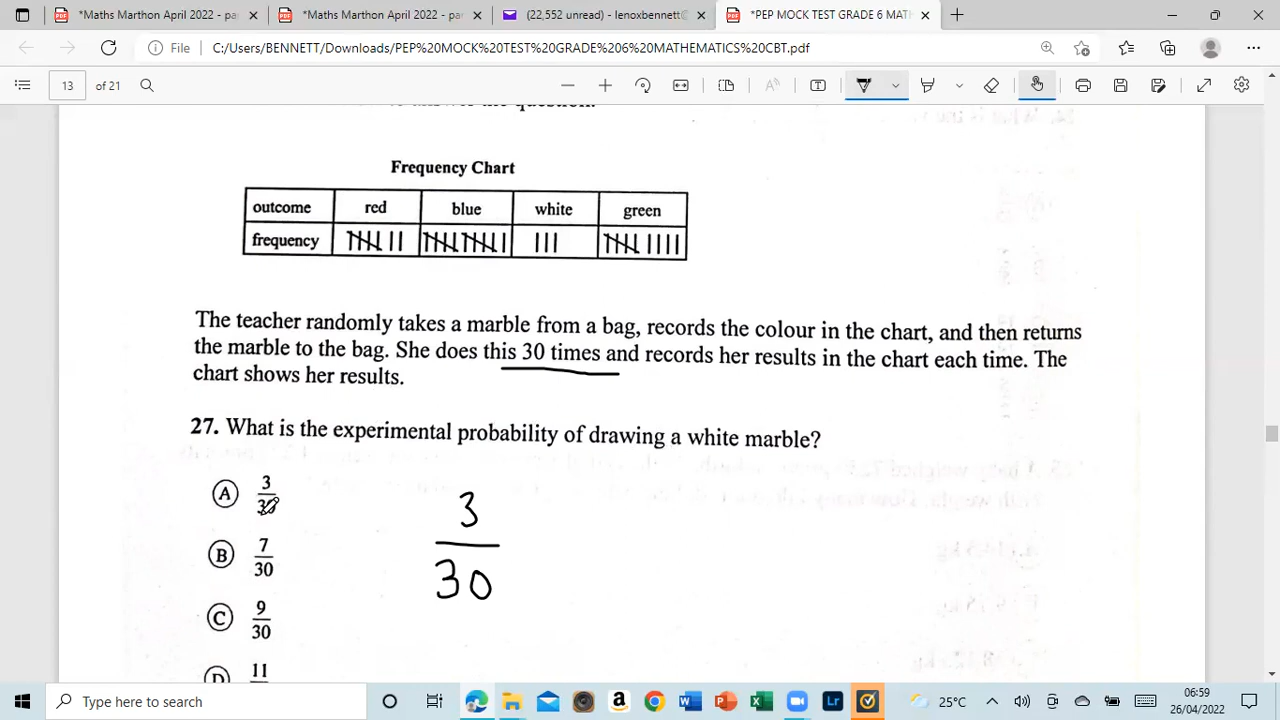 *Maths Marthon April 2022.pdf
*Maths Marthon April 2022.pdf
(22,552 unread) - lenoxbennett@
*PEP MOCK TEST GRADE 6 MATH
File
C:/Users/BENNETT/Downloads/PEP%20MOCK%20TEST%20GRADE%206%20MATHEMATICS%20CBT.pdf
13 of 21
Frequency Chart
outcome red blue white green
frequency
The teacher randomly takes a marble from a bag, records the colour in the chart, and then returns
the marble to the bag. She does this 30 times and records her results in the chart each time. The
chart shows her results.
27. What is the experimental probability of drawing a white marble?
A 3/30
B 7/30
C 9/30
D 11
3
30
Type here to search
25°C
06:59
26/04/2022